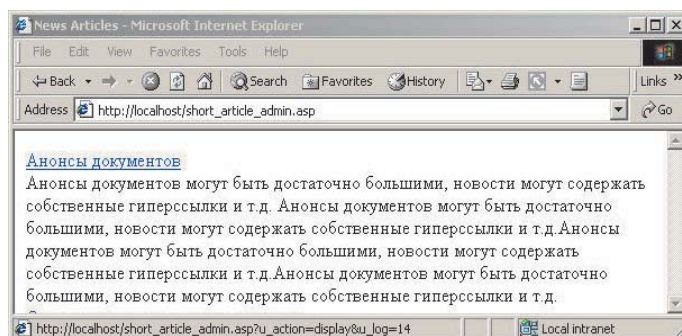 News Articles - Microsoft Internet Explorer
File Edit View Favorites Tools Help
Back Search Favorites History Links »
Address http://localhost/short_article_admin.asp Go
Анонсы документов
Анонсы документов могут быть достаточно большими, новости могут содержать
собственные гиперссылки и т.д. Анонсы документов могут быть достаточно
большими, новости могут содержать собственные гиперссылки и т.д.Анонсы
документов могут быть достаточно большими, новости могут содержать
собственные гиперссылки и т.д.Анонсы документов могут быть достаточно
большими, новости могут содержать собственные гиперссылки и т.д.
http://localhost/short_article_admin.asp?u_action=display&u_log=14 Local intranet